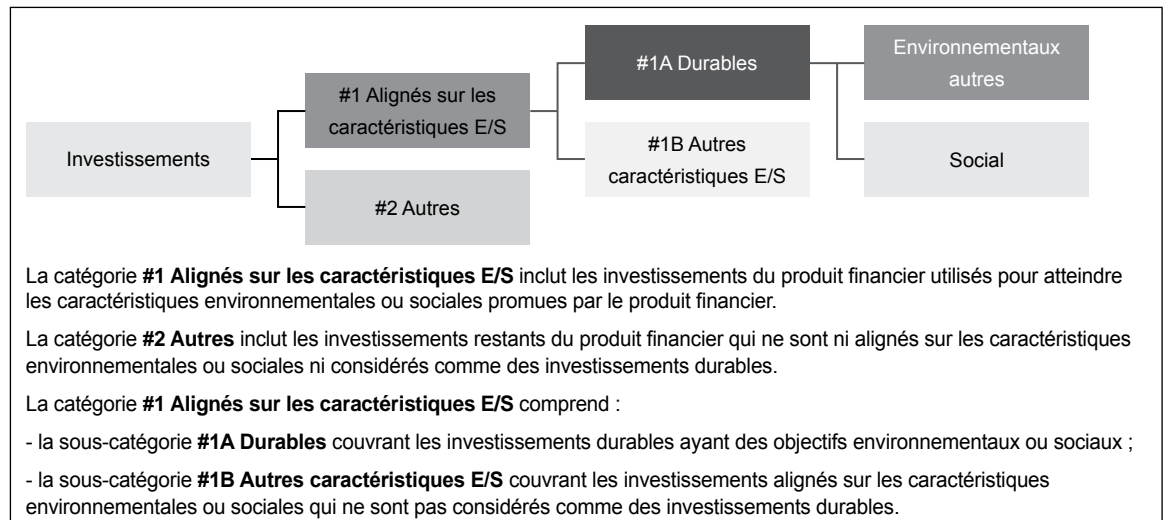 Investissements
#1 Alignés sur les
caractéristiques E/S
#2 Autres
#1A Durables
#1B Autres
caractéristiques E/S
Environnementaux
autres
Social
La catégorie #1 Alignés sur les caractéristiques E/S inclut les investissements du produit financier utilisés pour atteindre
les caractéristiques environnementales ou sociales promues par le produit financier.
La catégorie #2 Autres inclut les investissements restants du produit financier qui ne sont ni alignés sur les caractéristiques
environnementales ou sociales ni considérés comme des investissements durables.
La catégorie #1 Alignés sur les caractéristiques E/S comprend :
- la sous-catégorie #1A Durables couvrant les investissements durables ayant des objectifs environnementaux ou sociaux ;
- la sous-catégorie #1B Autres caractéristiques E/S couvrant les investissements alignés sur les caractéristiques
environnementales ou sociales qui ne sont pas considérés comme des investissements durables.